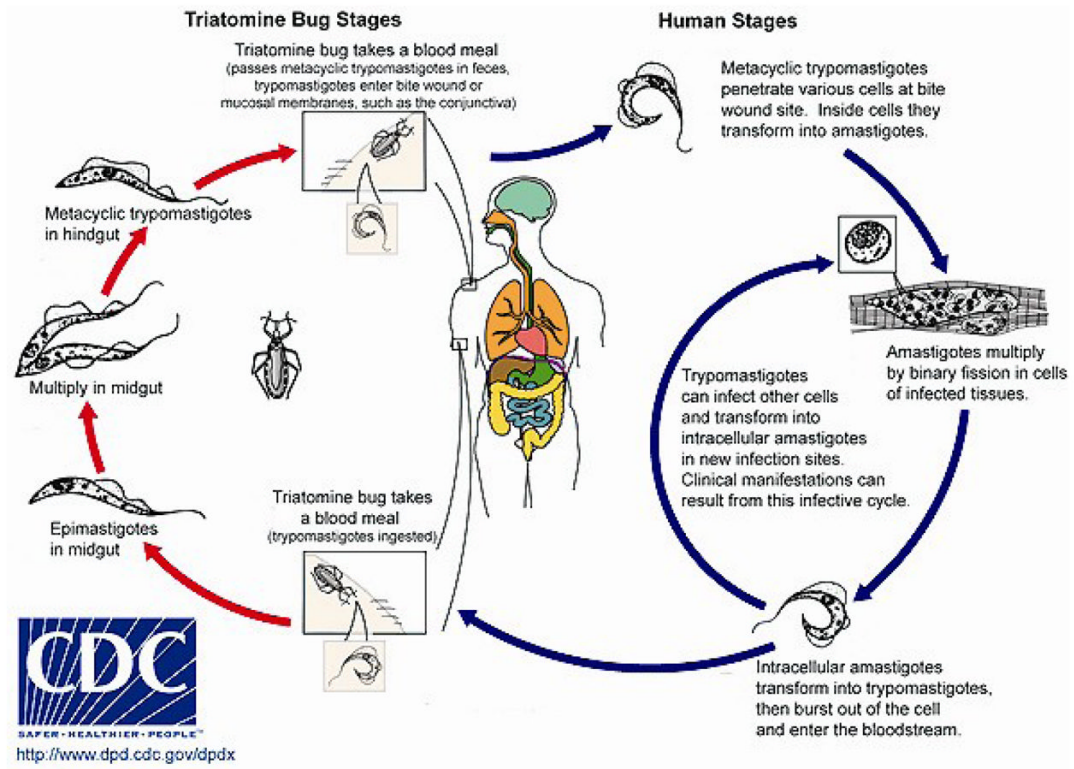 Triatomine Bug Stages
Human Stages
Triatomine bug takes a blood meal
(passes metacyclic trypomastigotes in feces,
trypomastigotes enter bite wound or
mucosal membranes, such as the conjunctiva)
Metacyclic trypomastigotes
penetrate various cells at bite
wound site. Inside cells they
transform into amastigotes.
Metacyclic trypomastigotes
in hindgut
Multiply in midgut
Amastigotes multiply
by binary fission in cells
of infected tissues.
Trypomastigotes
can infect other cells
and transform into
intracellular amastigotes
in new infection sites.
Clinical manifestations can
result from this infective cycle.
Epimastigotes
in midgut
Triatomine bug takes
a blood meal
(trypomastigotes ingested)
Intracellular amastigotes
transform into trypomastigotes,
then burst out of the cell
and enter the bloodstream.
CDC
SAFER·HEALTHIER·PEOPLE™
http://www.dpd.cdc.gov/dpdx